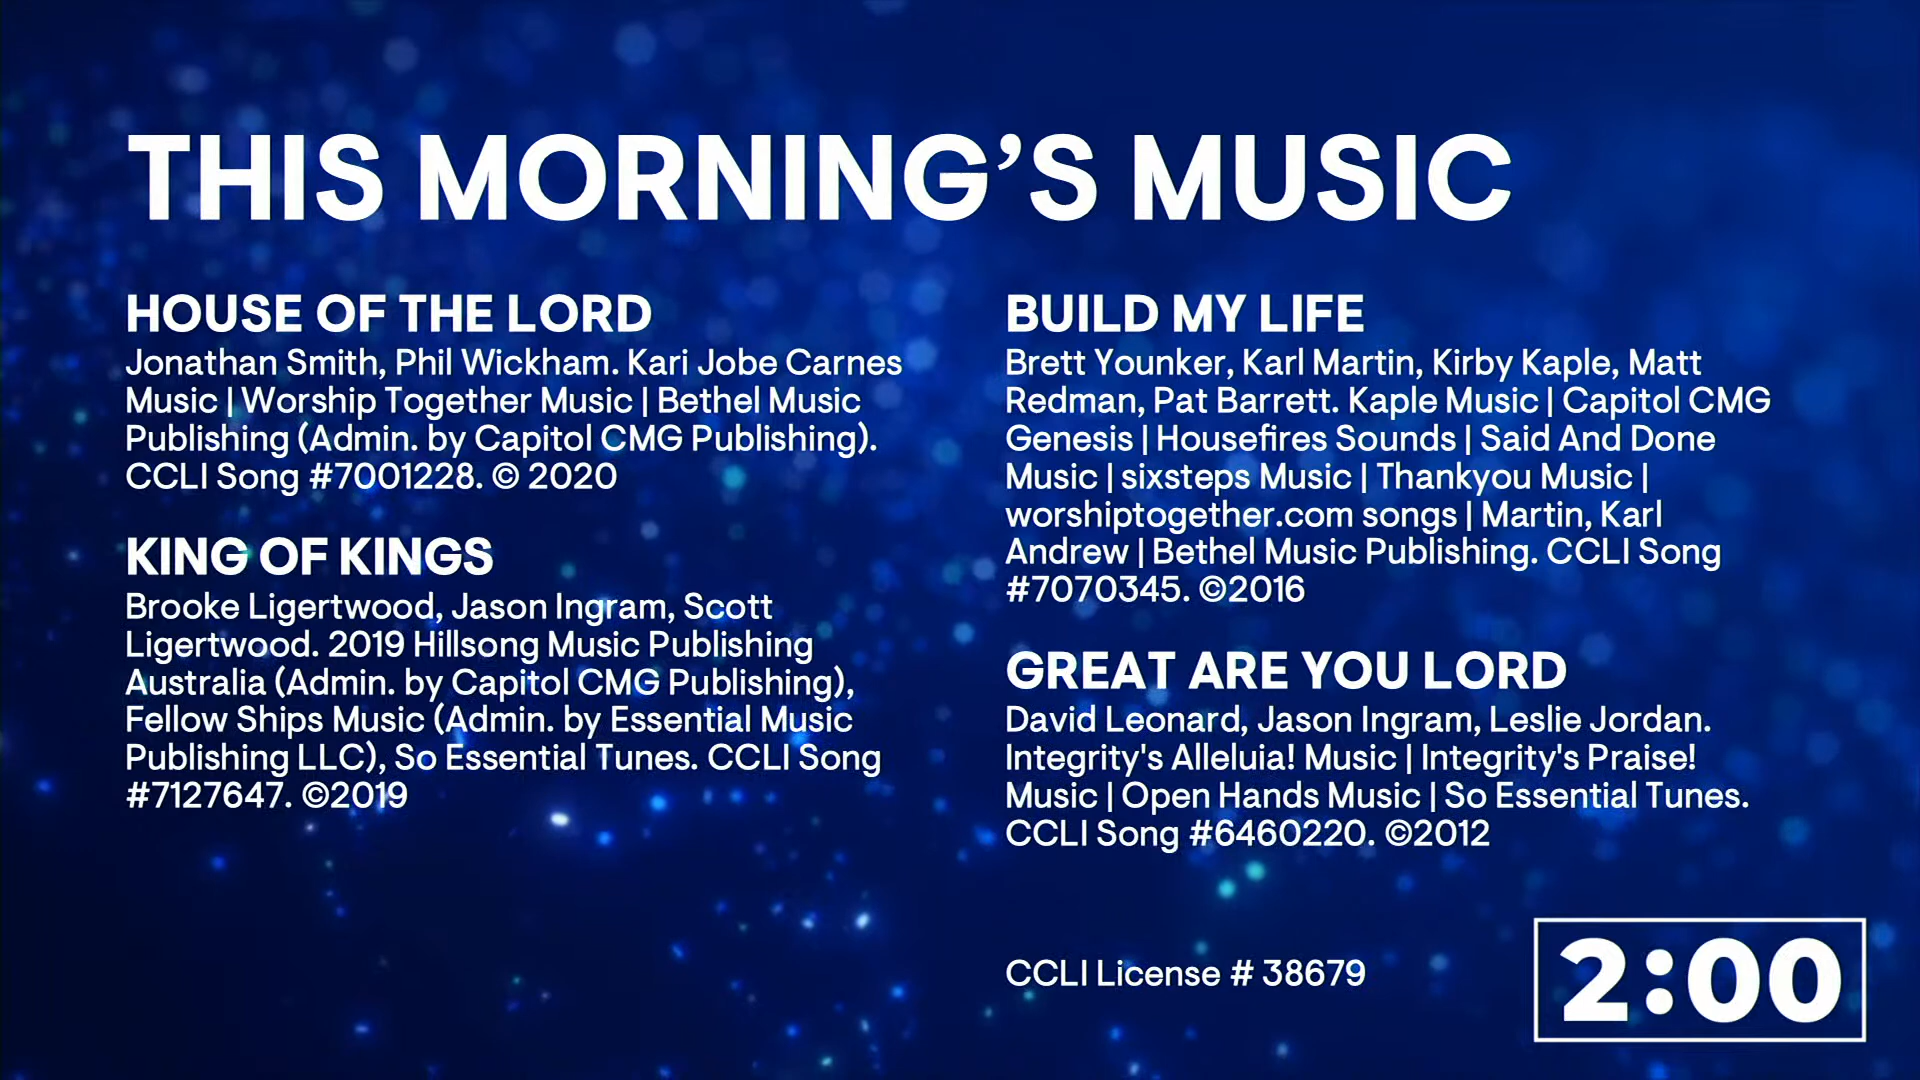 THIS MORNING’S MUSIC
HOUSE OF THE LORD
Jonathan Smith, Phil Wickham. Kari Jobe Carnes
Music | Worship Together Music | Bethel Music
Publishing (Admin. by Capitol CMG Publishing).
CCLI Song #7001228. © 2020
KING OF KINGS
Brooke Ligertwood, Jason Ingram, Scott
Ligertwood. 2019 Hillsong Music Publishing
Australia (Admin. by Capitol CMG Publishing),
Fellow Ships Music (Admin. by Essential Music
Publishing LLC), So Essential Tunes. CCLI Song
#7127647. ©2019
BUILD MY LIFE
Brett Younker, Karl Martin, Kirby Kaple, Matt
Redman, Pat Barrett. Kaple Music | Capitol CMG
Genesis | Housefires Sounds | Said And Done
Music | sixsteps Music | Thankyou Music |
worshiptogether.com songs | Martin, Karl
Andrew | Bethel Music Publishing. CCLI Song
#7070345. ©2016
GREAT ARE YOU LORD
David Leonard, Jason Ingram, Leslie Jordan.
Integrity's Alleluia! Music | Integrity's Praise!
Music | Open Hands Music | So Essential Tunes.
CCLI Song #6460220. ©2012
CCLI License # 38679
2:00